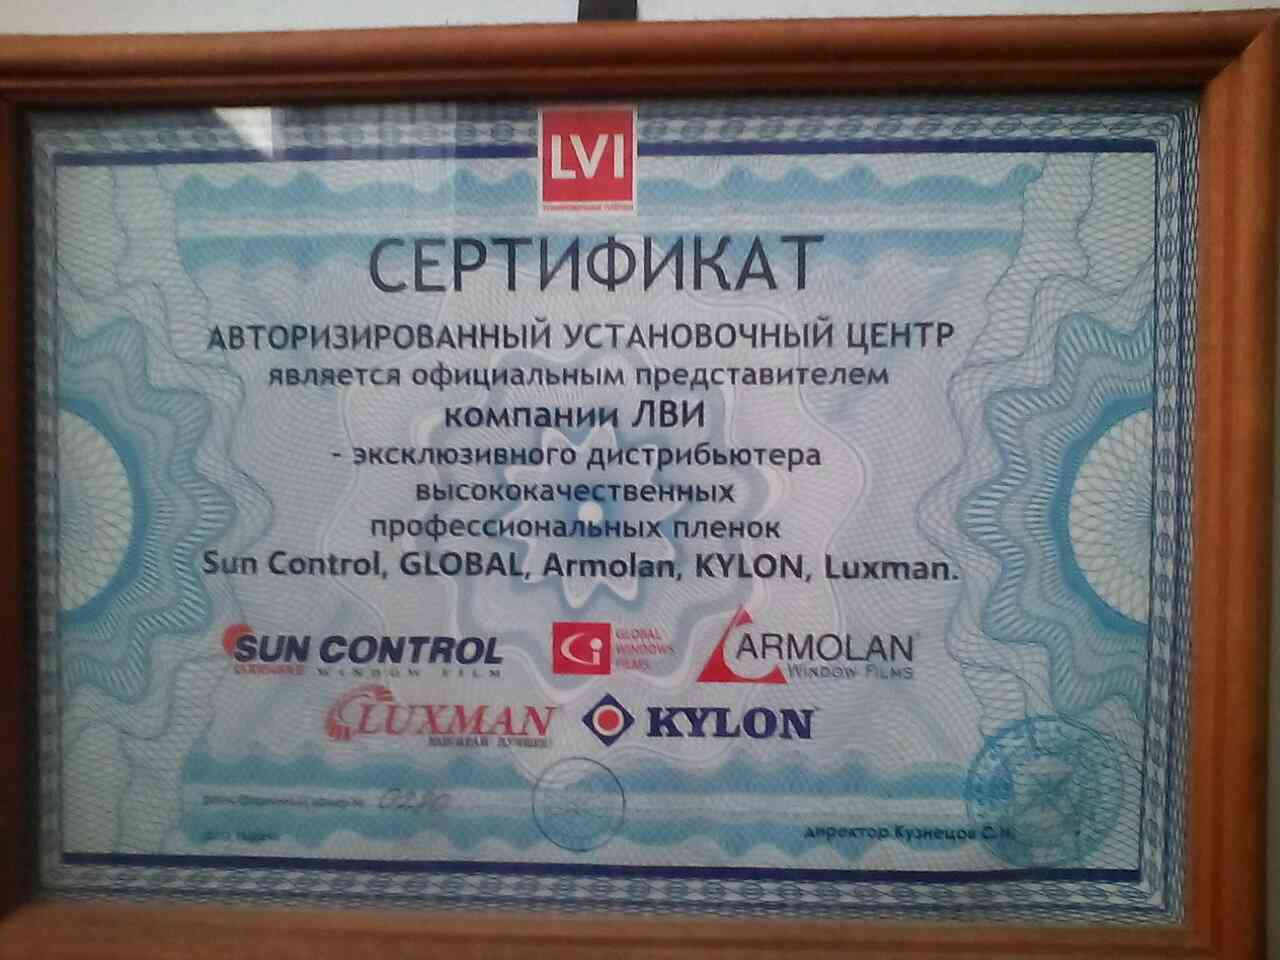 LVI
СЕРТИФИКАТ
АВТОРИЗИРОВАННЫЙ УСТАНОВОЧНЫЙ ЦЕНТР
является официальным представителем
компании ЛВИ
- эксклюзивного дистрибьютера
высококачественных
профессиональных пленок
Sun Control, GLOBAL, Armolan, KYLON, Luxman.
SUN CONTROL
WINDOW FILM
GLOBAL
WINDOWS
FILMS
ARMOLAN
WINDOW FILMS
LUXMAN
KYLON
директор Кузнецов С.Н.